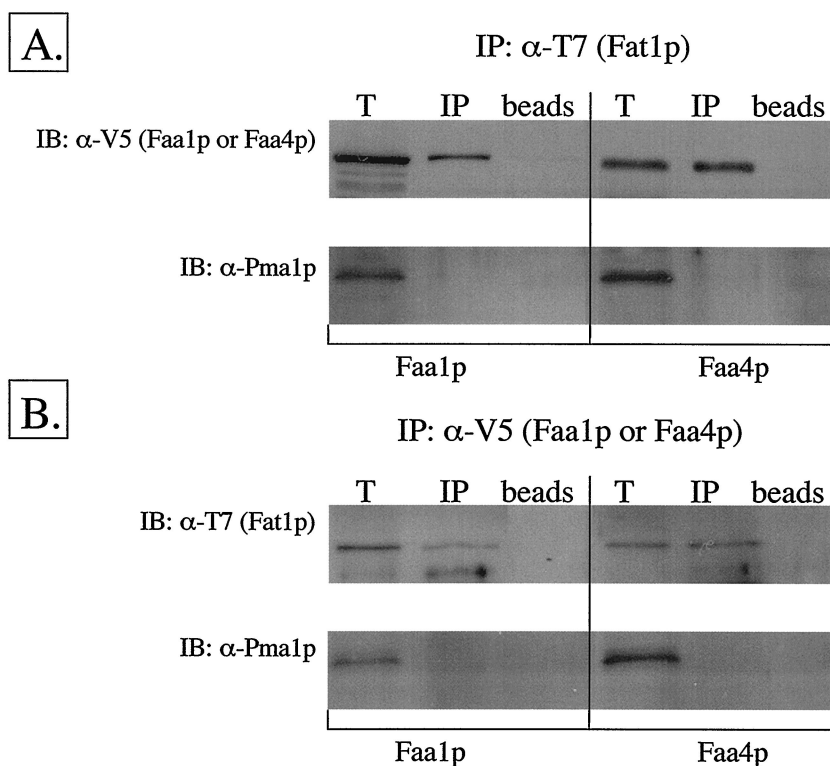 A.
IP: α-T7 (Fat1p)
T IP beads T IP beads
IB: α-V5 (Faa1p or Faa4p)
IB: α-Pma1p
Faa1p Faa4p
B.
IP: α-V5 (Faa1p or Faa4p)
T IP beads T IP beads
IB: α-T7 (Fat1p)
IB: α-Pma1p
Faa1p Faa4p